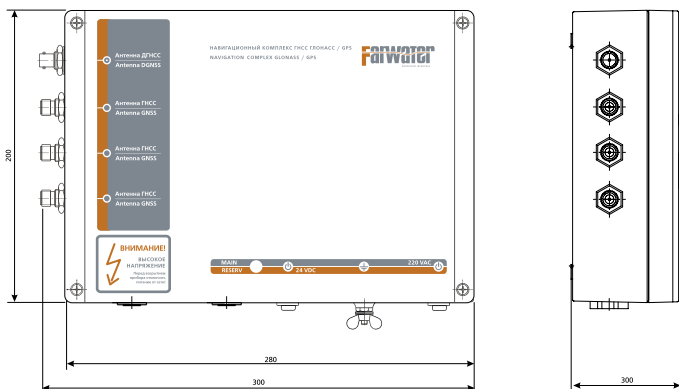 НАВИГАЦИОННЫЙ КОМПЛЕКС ГНСС ГЛОНАСС / GPS
NAVIGATION COMPLEX GLONASS / GPS
Farwater
Антенна ДГНСС
Антенна DGNSS
Антенна ГНСС
Antenna GNSS
Антенна ГНСС
Antenna GNSS
Антенна ГНСС
Antenna GNSS
200
ВНИМАНИЕ!
ВЫСОКОЕ
НАПРЯЖЕНИЕ
MAIN
RESERV
24 VDC
220 VAC
280
300
300